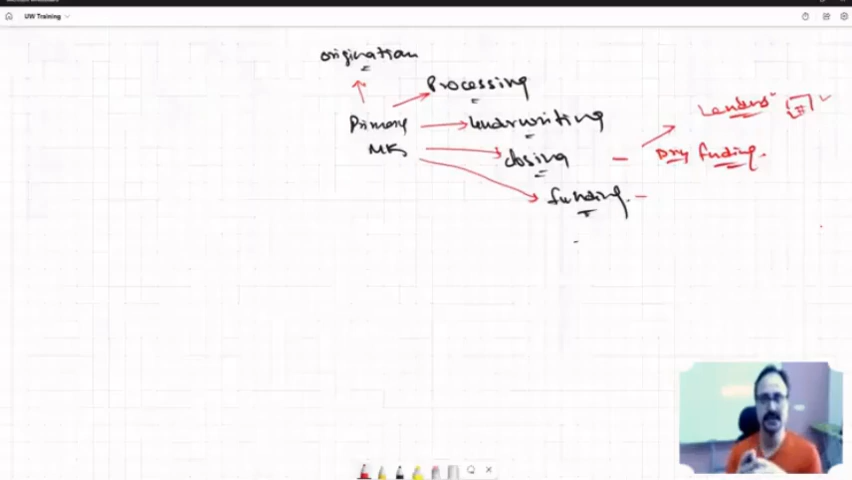 UW Training
origination
Processing
Primary
MK
Underwriting
closing
funding.
Lenders
Dry funding.